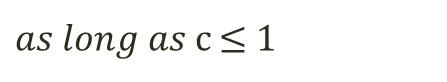 as long as c ≤ 1